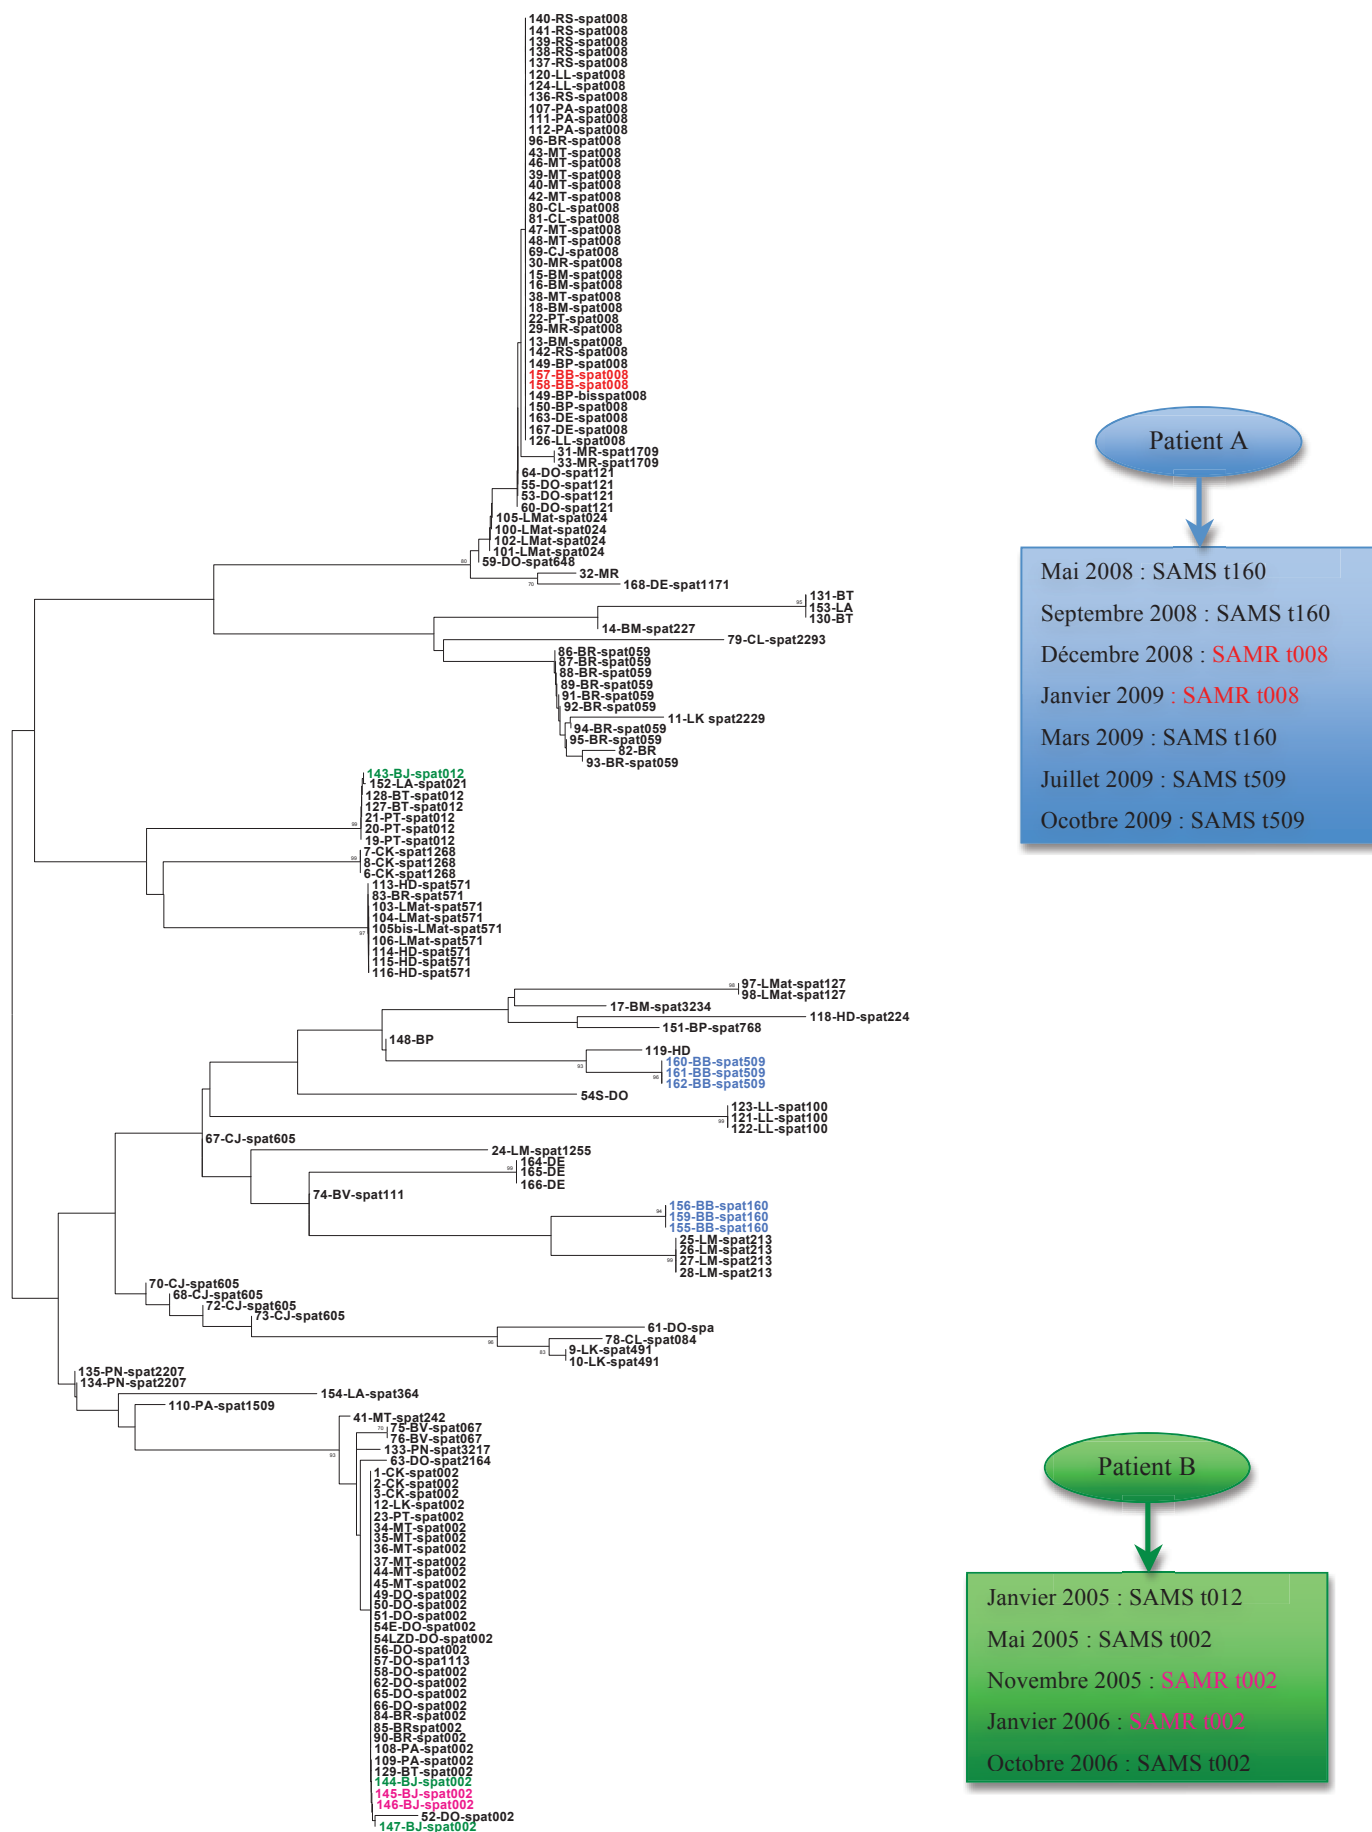 140-RS-spat008
141-RS-spat008
139-RS-spat008
138-RS-spat008
137-RS-spat008
120-LL-spat008
124-LL-spat008
136-RS-spat008
107-PA-spat008
111-PA-spat008
112-PA-spat008
96-BR-spat008
43-MT-spat008
46-MT-spat008
39-MT-spat008
40-MT-spat008
42-MT-spat008
80-CL-spat008
81-CL-spat008
47-MT-spat008
48-MT-spat008
69-CJ-spat008
30-MR-spat008
15-BM-spat008
16-BM-spat008
38-MT-spat008
18-BM-spat008
22-PT-spat008
29-MR-spat008
13-BM-spat008
142-RS-spat008
149-BP-spat008
157-BB-spat008
158-BB-spat008
149-BP-bisspat008
150-BP-spat008
163-DE-spat008
167-DE-spat008
126-LL-spat008
31-MR-spat1709
33-MR-spat1709
64-DO-spat121
55-DO-spat121
53-DO-spat121
60-DO-spat121
105-LMat-spat024
100-LMat-spat024
102-LMat-spat024
101-LMat-spat024
59-DO-spat648
80
32-MR
168-DE-spat1171
70
131-BT
95
153-LA
130-BT
14-BM-spat227
79-CL-spat2293
86-BR-spat059
87-BR-spat059
88-BR-spat059
89-BR-spat059
91-BR-spat059
92-BR-spat059
11-LK spat2229
94-BR-spat059
95-BR-spat059
82-BR
93-BR-spat059
143-BJ-spat012
152-LA-spat021
128-BT-spat012
127-BT-spat012
21-PT-spat012
99
20-PT-spat012
19-PT-spat012
7-CK-spat1268
99
8-CK-spat1268
6-CK-spat1268
113-HD-spat571
83-BR-spat571
103-LMat-spat571
104-LMat-spat571
105bis-LMat-spat571
97
106-LMat-spat571
114-HD-spat571
115-HD-spat571
116-HD-spat571
97-LMat-spat127
98
98-LMat-spat127
17-BM-spat3234
118-HD-spat224
151-BP-spat768
148-BP
119-HD
93
160-BB-spat509
161-BB-spat509
96
162-BB-spat509
54S-DO
123-LL-spat100
121-LL-spat100
99
122-LL-spat100
67-CJ-spat605
24-LM-spat1255
164-DE
99
165-DE
166-DE
74-BV-spat111
156-BB-spat160
94
159-BB-spat160
155-BB-spat160
25-LM-spat213
26-LM-spat213
99
27-LM-spat213
28-LM-spat213
70-CJ-spat605
68-CJ-spat605
72-CJ-spat605
73-CJ-spat605
61-DO-spa
96
78-CL-spat084
83
9-LK-spat491
10-LK-spat491
135-PN-spat2207
134-PN-spat2207
154-LA-spat364
110-PA-spat1509
41-MT-spat242
70
75-BV-spat067
76-BV-spat067
93
133-PN-spat3217
63-DO-spat2164
1-CK-spat002
2-CK-spat002
3-CK-spat002
12-LK-spat002
23-PT-spat002
34-MT-spat002
35-MT-spat002
36-MT-spat002
37-MT-spat002
44-MT-spat002
45-MT-spat002
49-DO-spat002
50-DO-spat002
51-DO-spat002
54E-DO-spat002
54LZD-DO-spat002
56-DO-spat002
57-DO-spa1113
58-DO-spat002
62-DO-spat002
65-DO-spat002
66-DO-spat002
84-BR-spat002
85-BRspat002
90-BR-spat002
108-PA-spat002
109-PA-spat002
129-BT-spat002
144-BJ-spat002
145-BJ-spat002
146-BJ-spat002
52-DO-spat002
147-BJ-spat002
Patient A
Mai 2008 : SAMS t160
Septembre 2008 : SAMS t160
Décembre 2008 : SAMR t008
Janvier 2009 : SAMR t008
Mars 2009 : SAMS t160
Juillet 2009 : SAMS t509
Ocotbre 2009 : SAMS t509
Patient B
Janvier 2005 : SAMS t012
Mai 2005 : SAMS t002
Novembre 2005 : SAMR t002
Janvier 2006 : SAMR t002
Octobre 2006 : SAMS t002